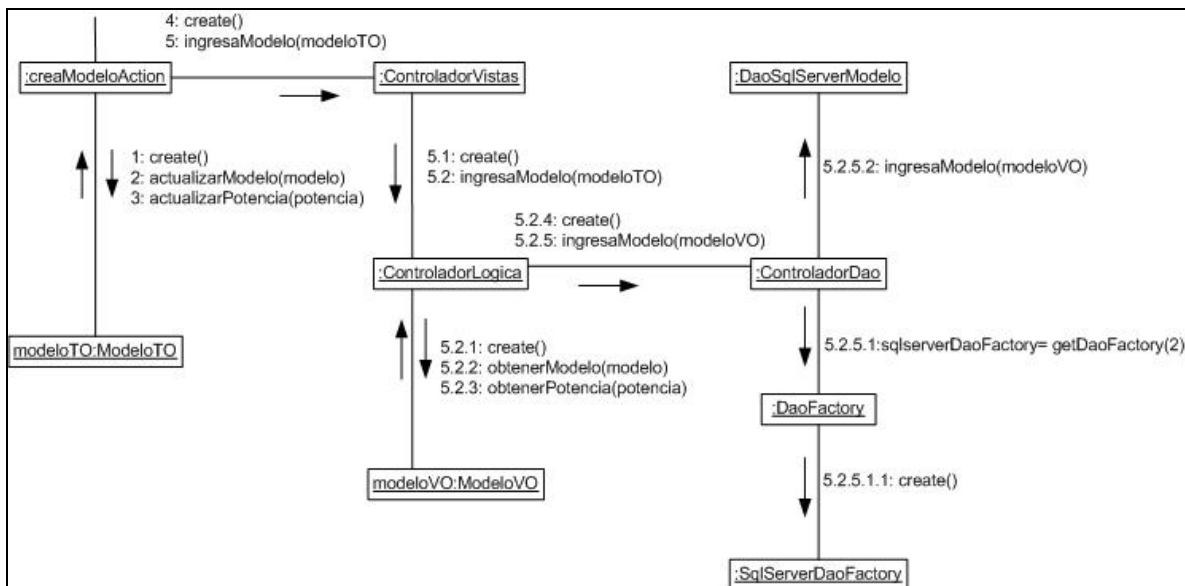 4: create()
5: ingresaModelo(modeloTO)
:creaModeloAction
:ControladorVistas
:DaoSqlServerModelo
1: create()
2: actualizarModelo(modelo)
3: actualizarPotencia(potencia)
5.1: create()
5.2: ingresaModelo(modeloTO)
5.2.5.2: ingresaModelo(modeloVO)
5.2.4: create()
5.2.5: ingresaModelo(modeloVO)
:ControladorLogica
:ControladorDao
modeloTO:ModeloTO
5.2.1: create()
5.2.2: obtenerModelo(modelo)
5.2.3: obtenerPotencia(potencia)
5.2.5.1:sqlserverDaoFactory= getDaoFactory(2)
:DaoFactory
modeloVO:ModeloVO
5.2.5.1.1: create()
:SqlServerDaoFactory